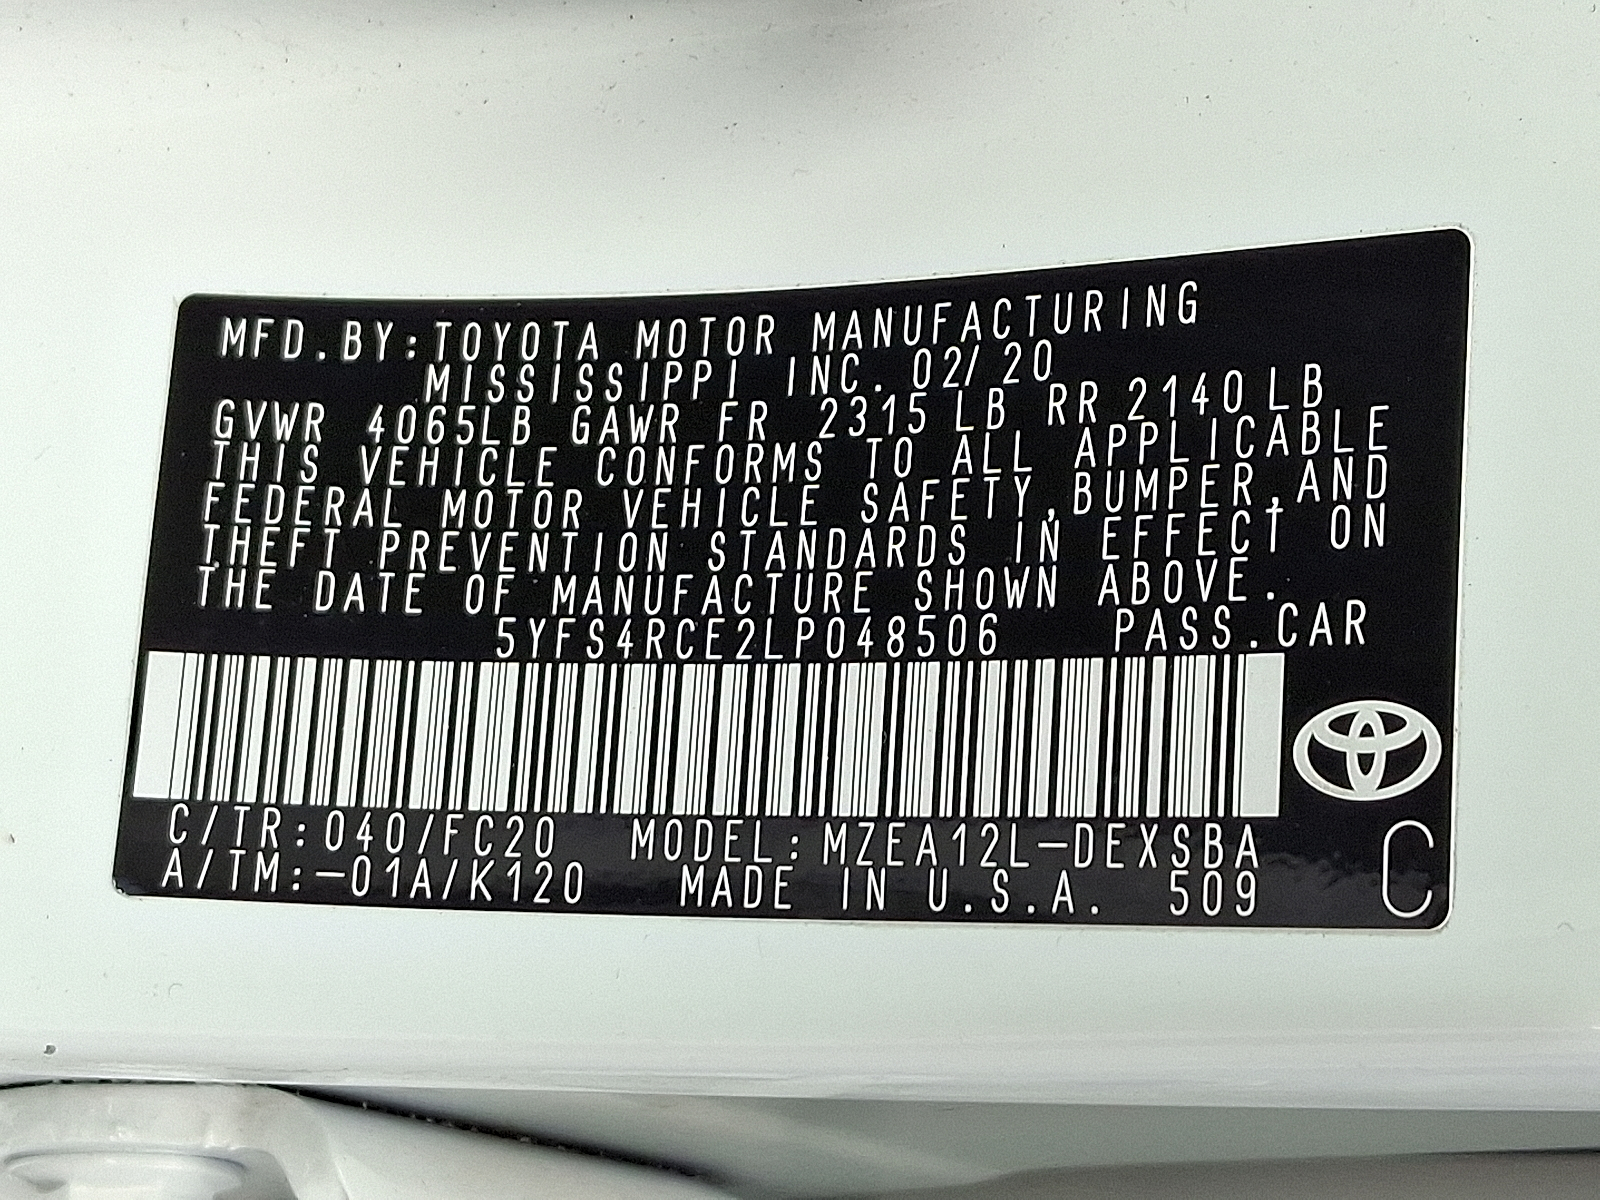 MFD.BY:TOYOTA MOTOR MANUFACTURING
MISSISSIPPI INC. 02/20
GVWR 4065LB GAWR FR 2315 LB RR 2140 LB
THIS VEHICLE CONFORMS TO ALL APPLICABLE
FEDERAL MOTOR VEHICLE SAFETY,BUMPER,AND
THEFT PREVENTION STANDARDS IN EFFECT ON
THE DATE OF MANUFACTURE SHOWN ABOVE.
5YFS4RCE2LP048506 PASS.CAR
C/TR:040/FC20 MODEL:MZEA12L-DEXSBA
A/TM:-01A/K120 MADE IN U.S.A. 509 C